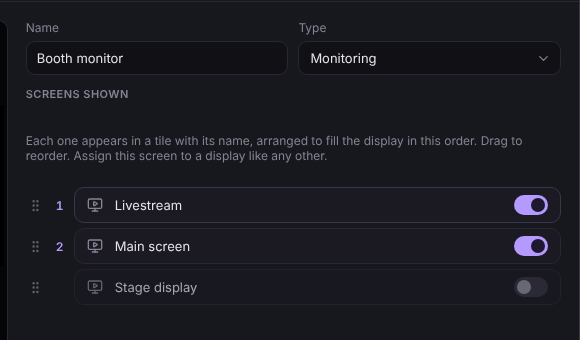 Name
Type
Booth monitor
Monitoring
SCREENS SHOWN
Each one appears in a tile with its name, arranged to fill the display in this order. Drag to
reorder. Assign this screen to a display like any other.
1 Livestream
2 Main screen
Stage display